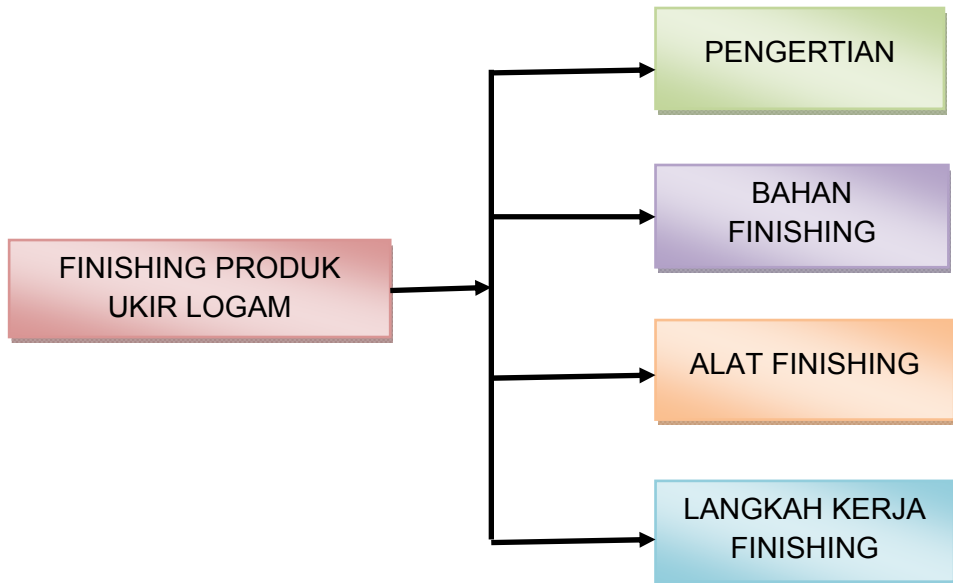 PENGERTIAN
BAHAN
FINISHING
FINISHING PRODUK
UKIR LOGAM
ALAT FINISHING
LANGKAH KERJA
FINISHING